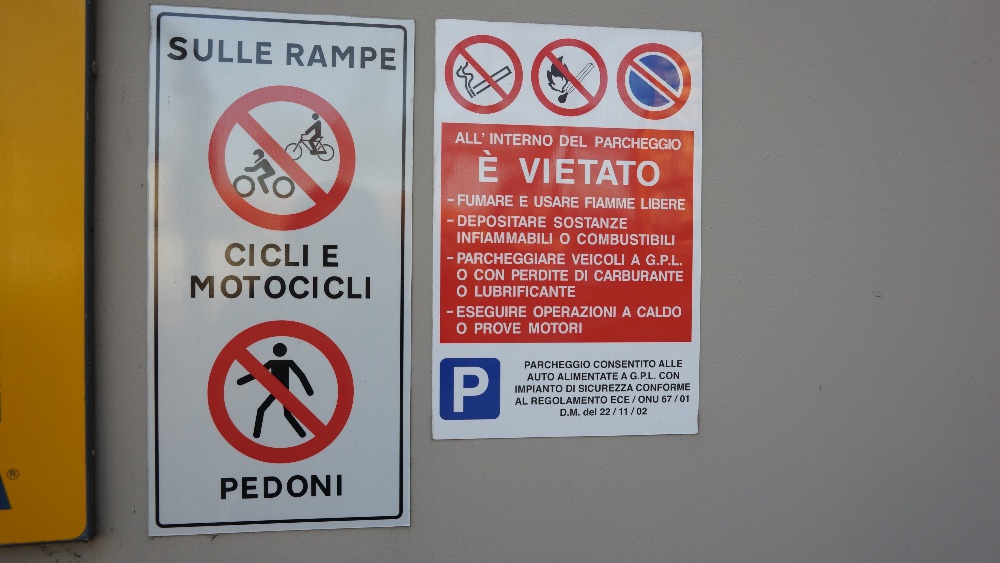 SULLE RAMPE
CICLI E
MOTOCICLI
PEDONI
ALL' INTERNO DEL PARCHEGGIO
È VIETATO
- FUMARE E USARE FIAMME LIBERE
- DEPOSITARE SOSTANZE
INFIAMMABILI O COMBUSTIBILI
- PARCHEGGIARE VEICOLI A G.P.L.
O CON PERDITE DI CARBURANTE
O LUBRIFICANTE
- ESEGUIRE OPERAZIONI A CALDO
O PROVE MOTORI
P
PARCHEGGIO CONSENTITO ALLE
AUTO ALIMENTATE A G.P.L. CON
IMPIANTO DI SICUREZZA CONFORME
AL REGOLAMENTO ECE / ONU 67 / 01
D.M. del 22 / 11 / 02
®